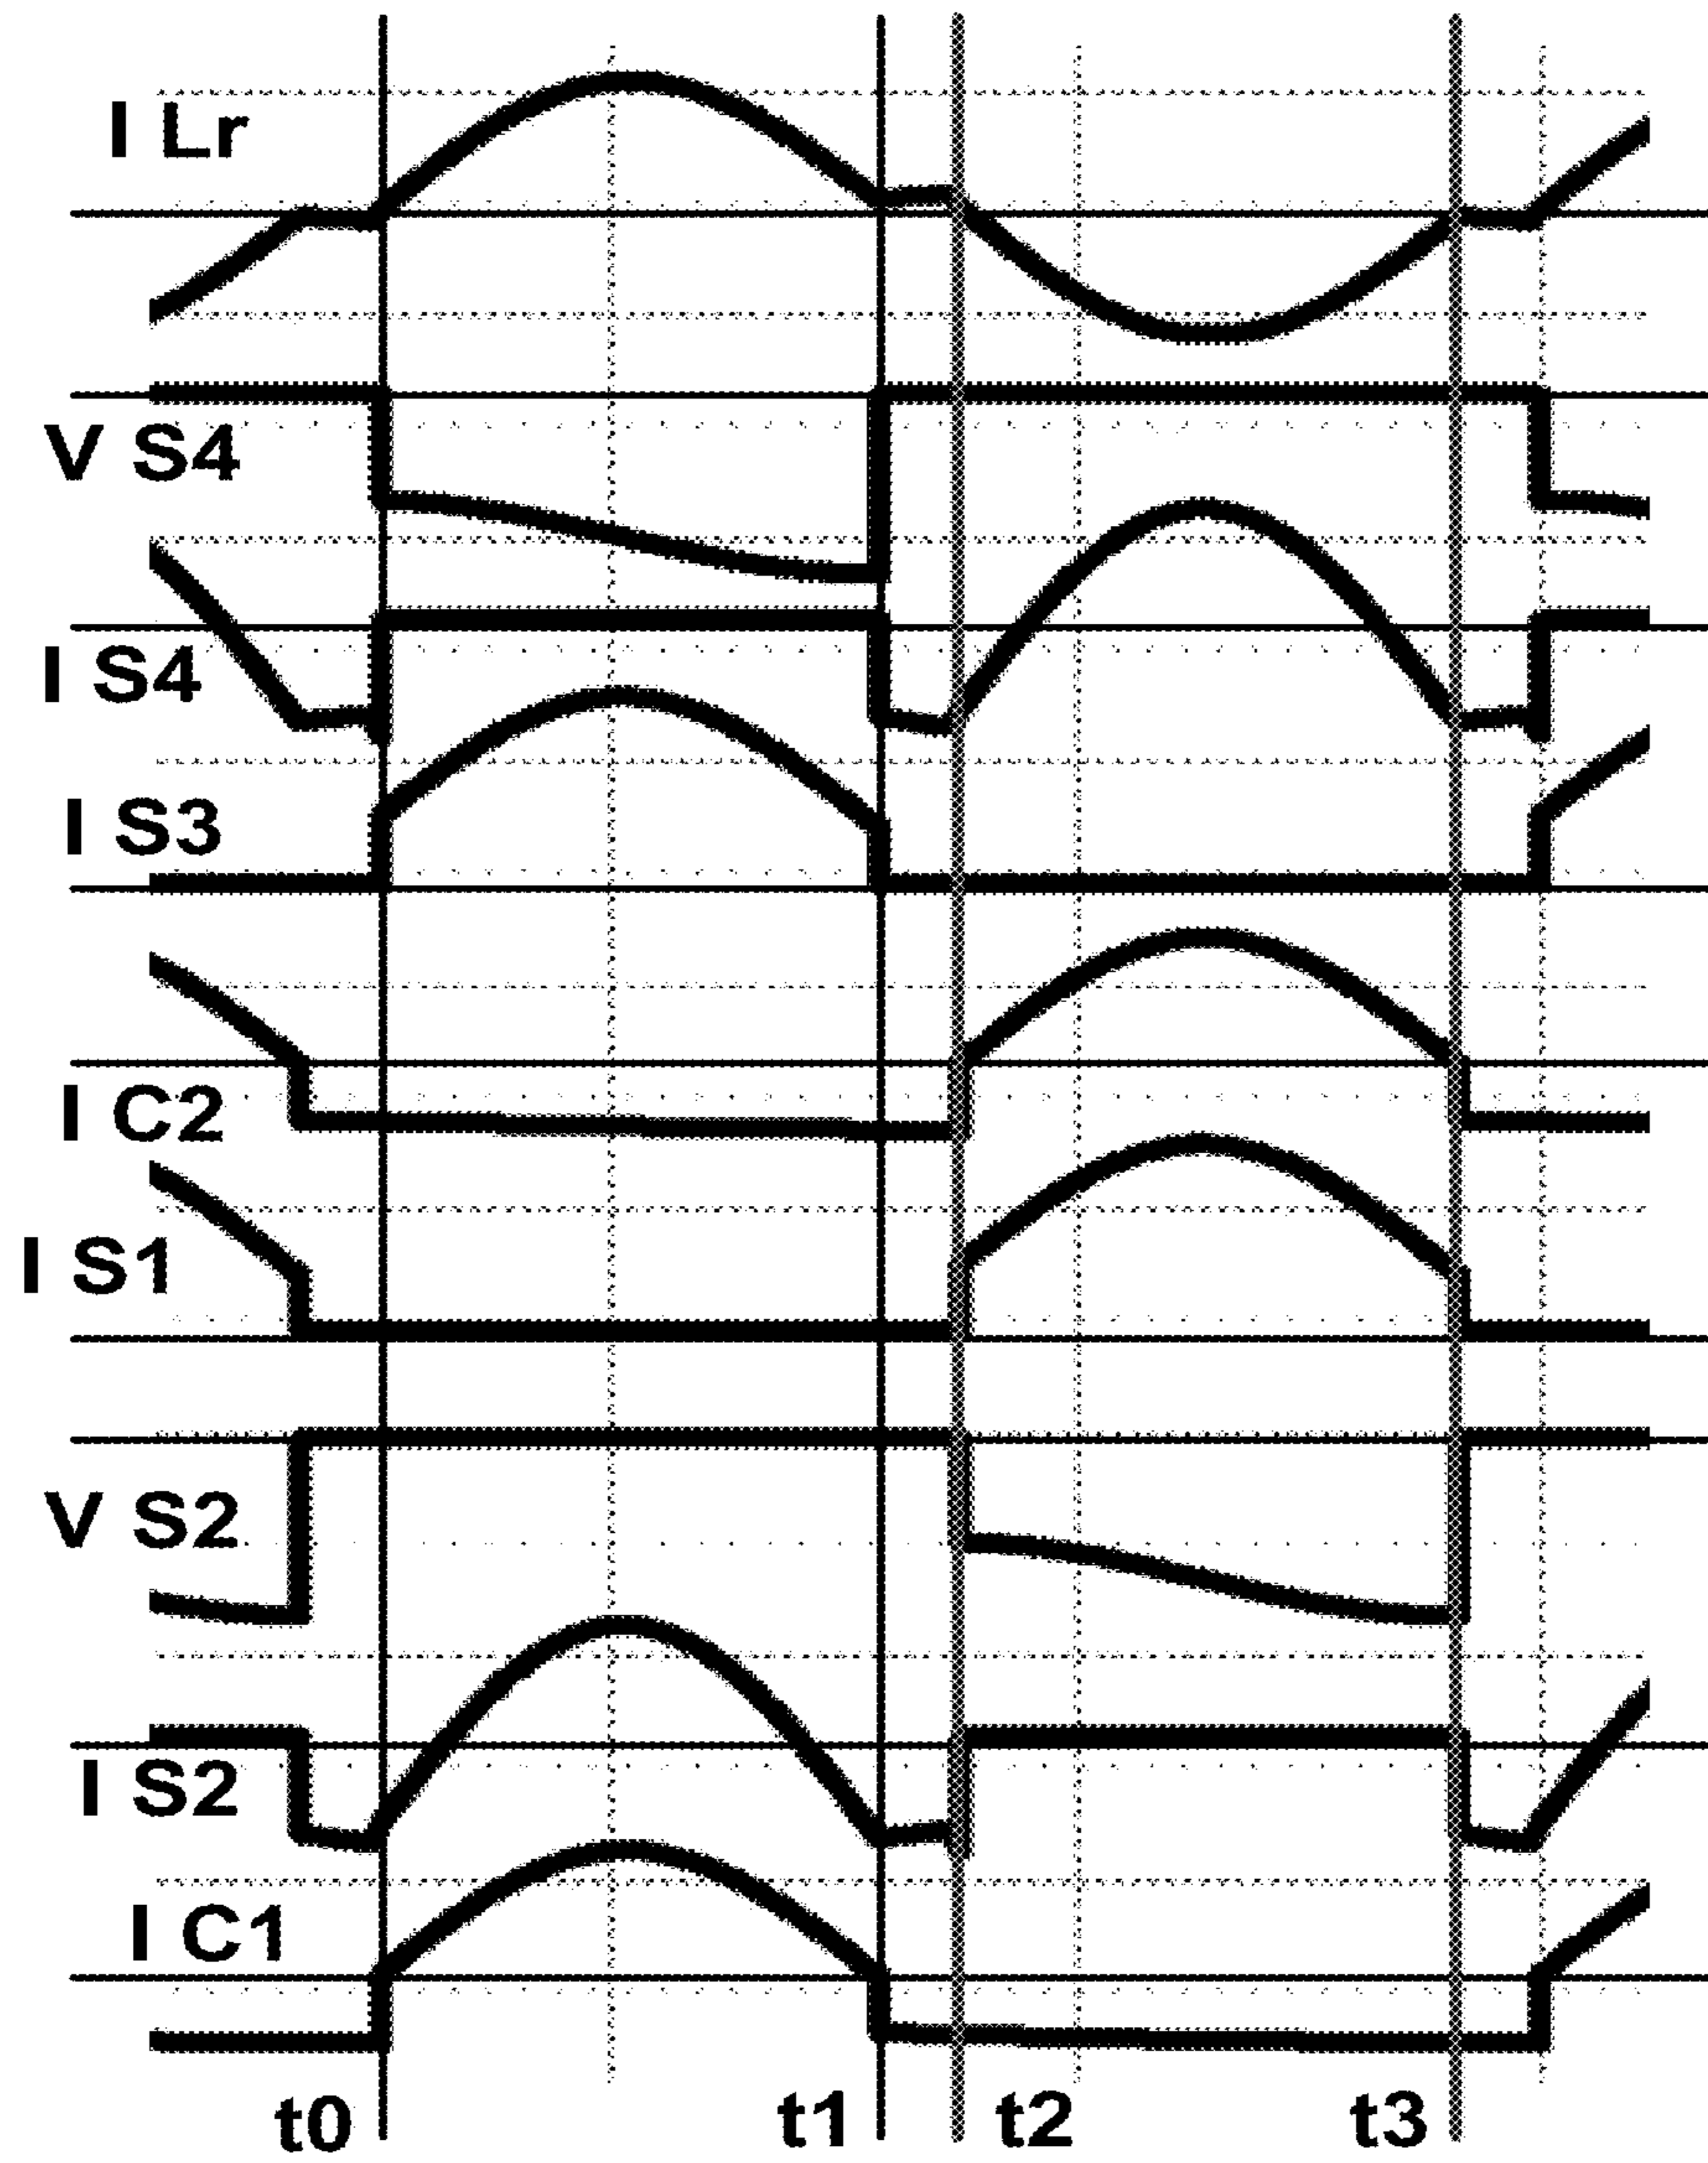 I Lr
V S4
I S4
I S3
I C2
I S1
V S2
I S2
I C1
t0 t1 t2 t3